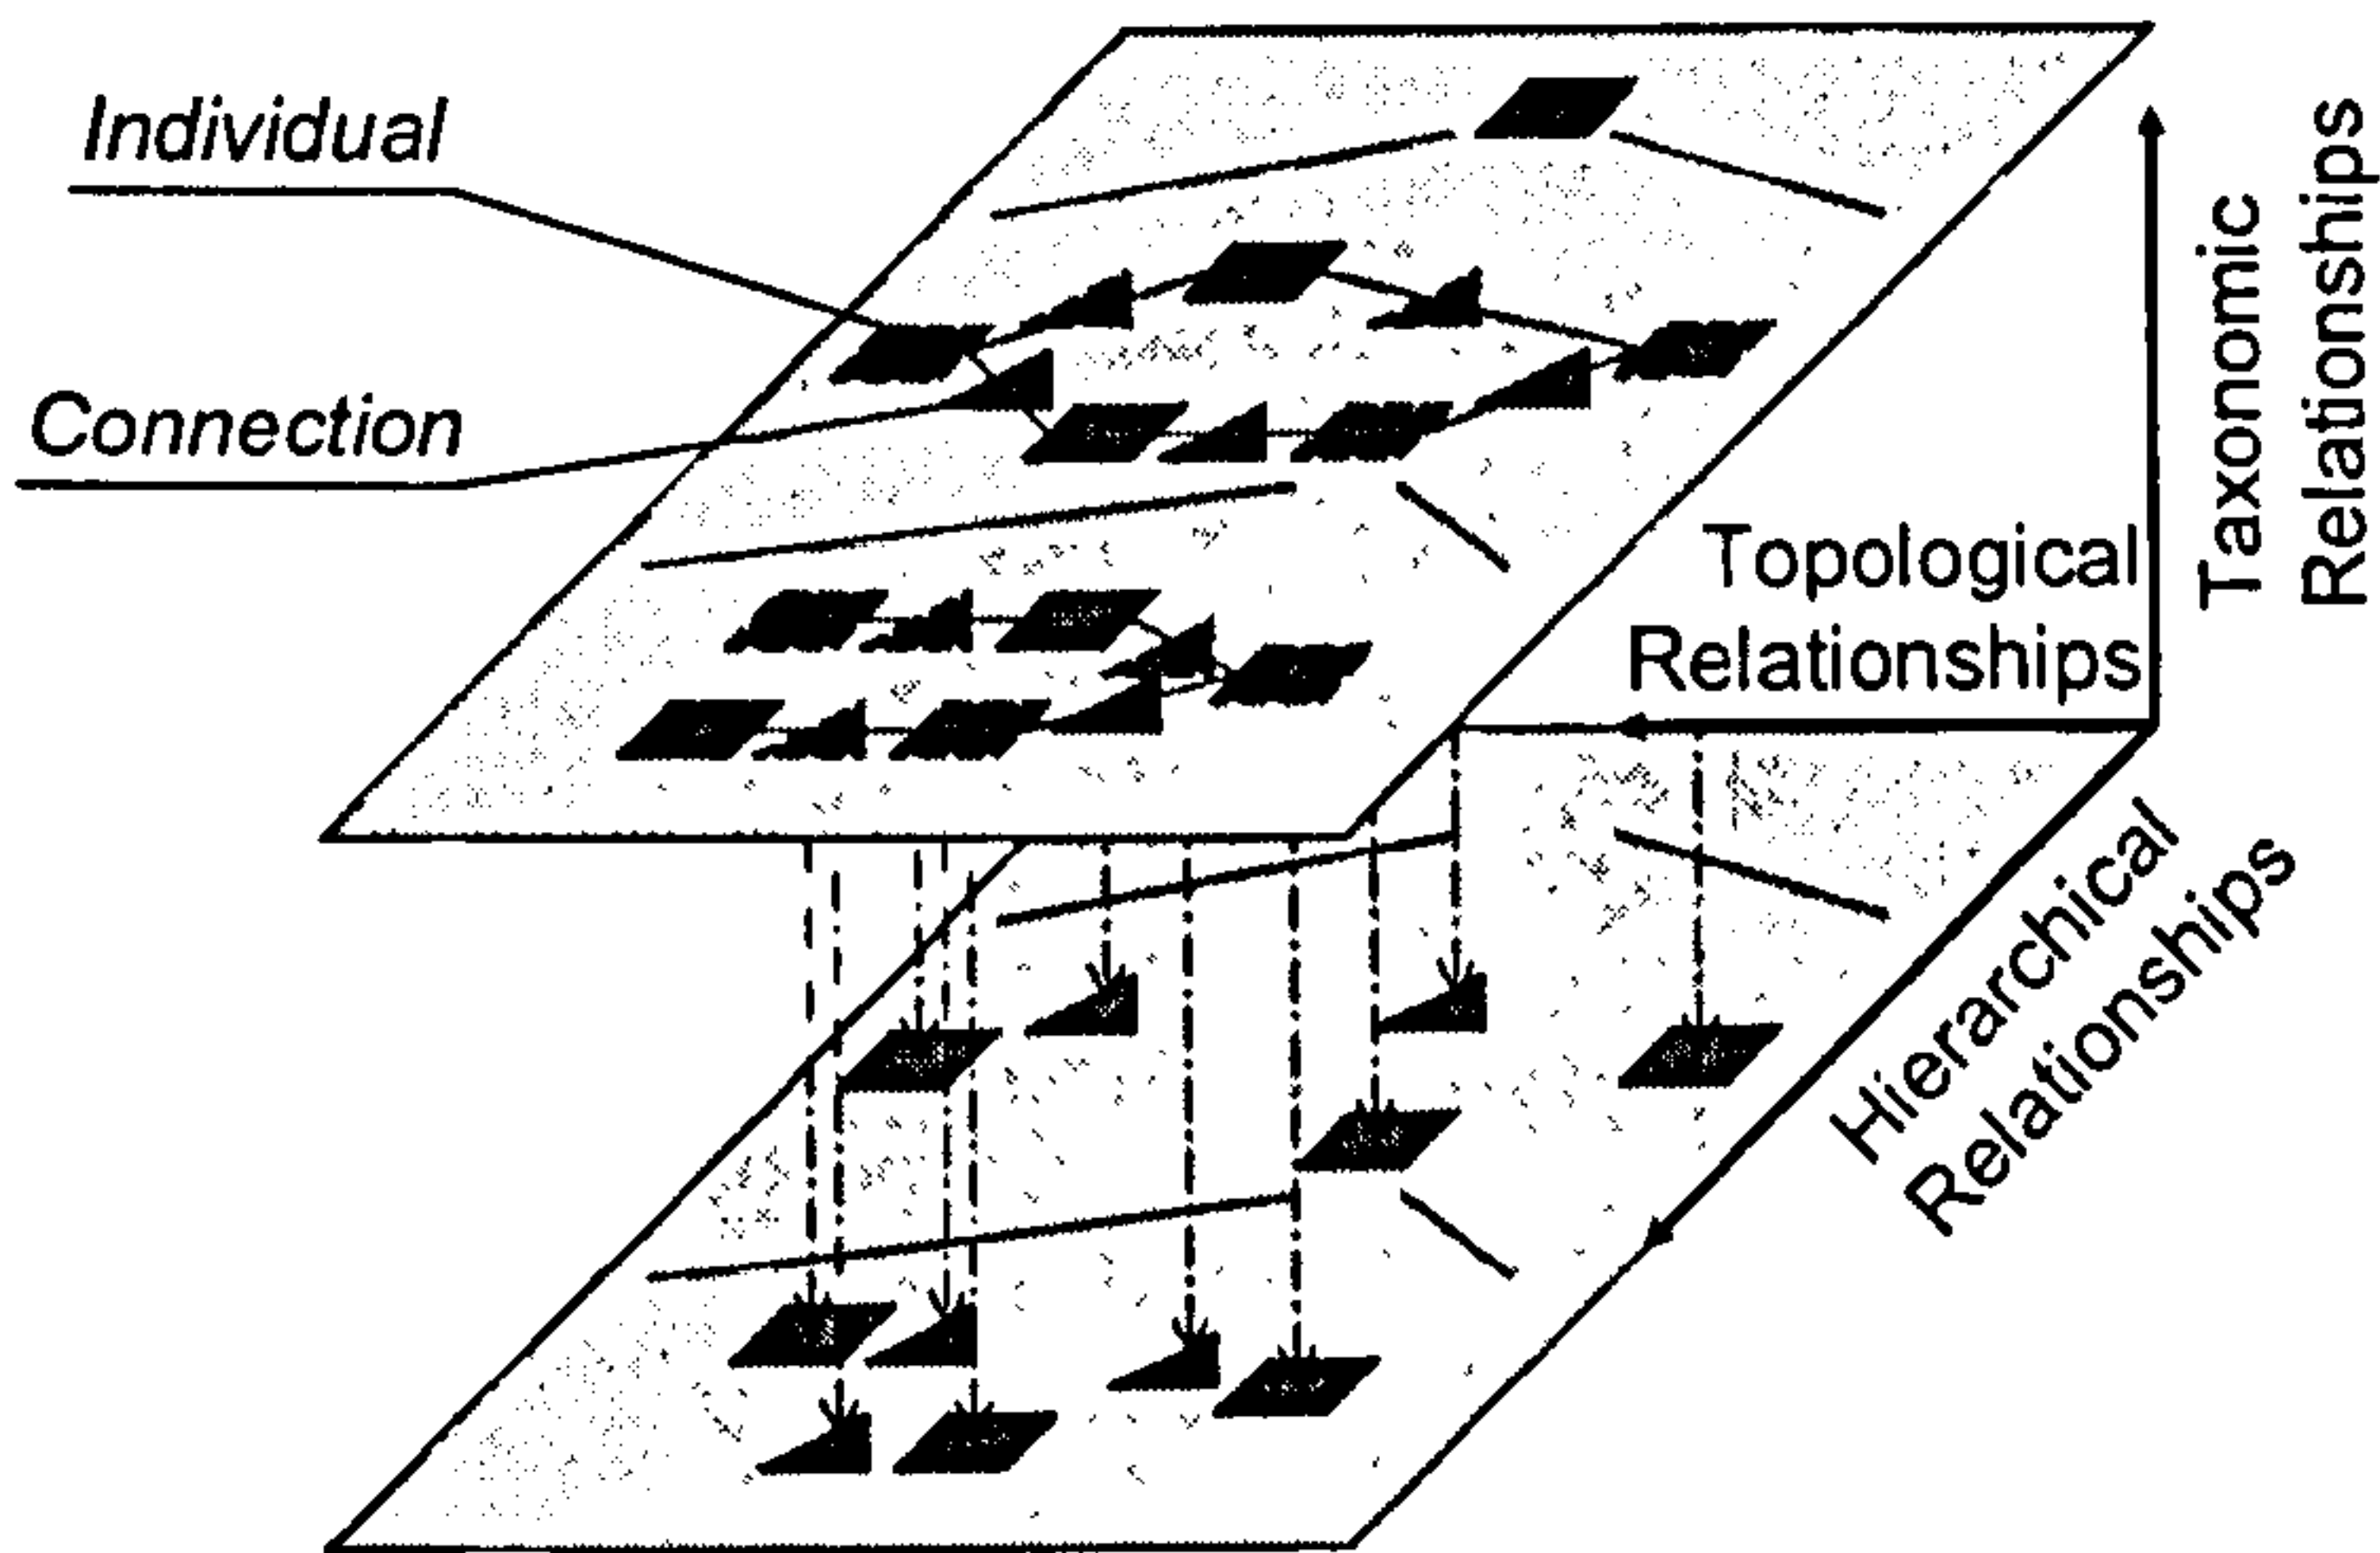 Individual
Connection
Taxonomic
Relationships
Topological
Relationships
Hierarchical
Relationships